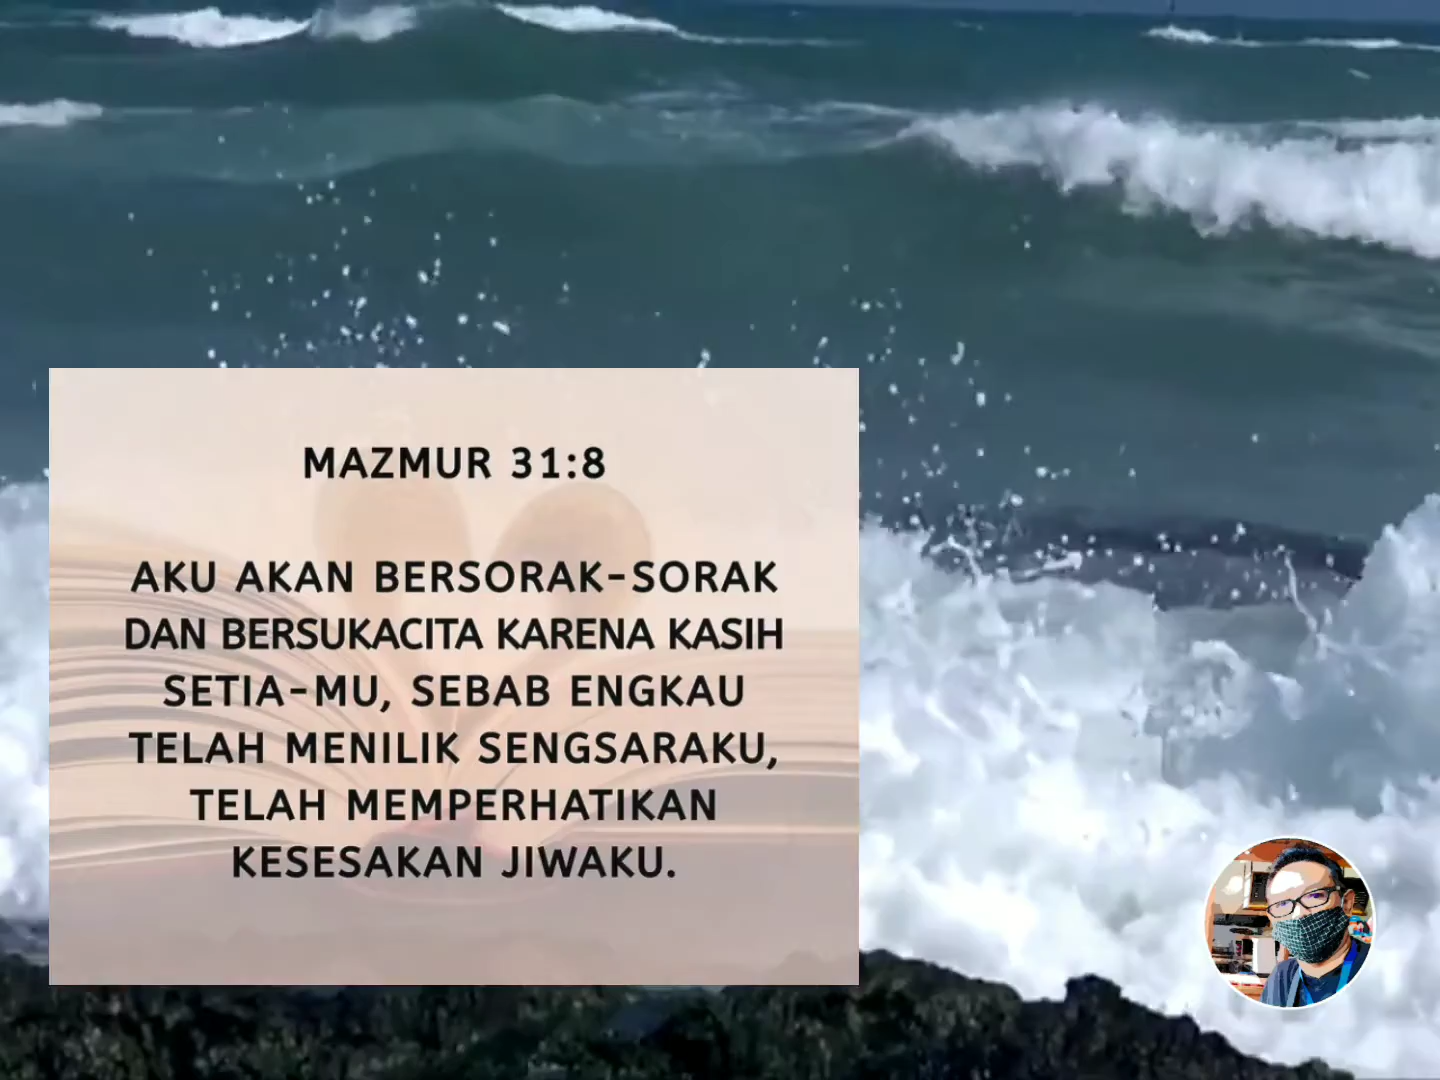 MAZMUR 31:8
AKU AKAN BERSORAK-SORAK
DAN BERSUKACITA KARENA KASIH
SETIA-MU, SEBAB ENGKAU
TELAH MENILIK SENGSARAKU,
TELAH MEMPERHATIKAN
KESESAKAN JIWAKU.